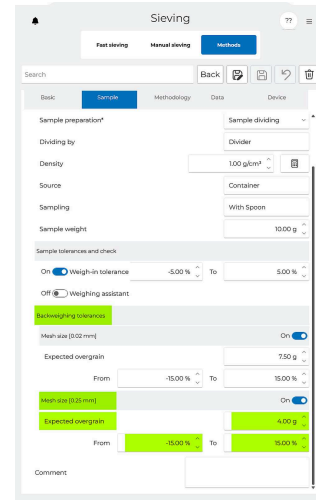 Sieving
??
Fast sieving Manual sieving Methods
Search Back
Basic Sample Methodology Data Device
Sample preparation* Sample dividing
Dividing by Divider
Density 1.00 g/cm³
Source Container
Sampling With Spoon
Sample weight 10.00 g
Sample tolerances and check
On Weigh-in tolerance -5.00 % To 5.00 %
Off Weighing assistant
Backweighing tolerances
Mesh size [0.02 mm] On
Expected overgrain 7.50 g
From -15.00 % To 15.00 %
Mesh size [0.25 mm] On
Expected overgrain 4.00 g
From -15.00 % To 15.00 %
Comment